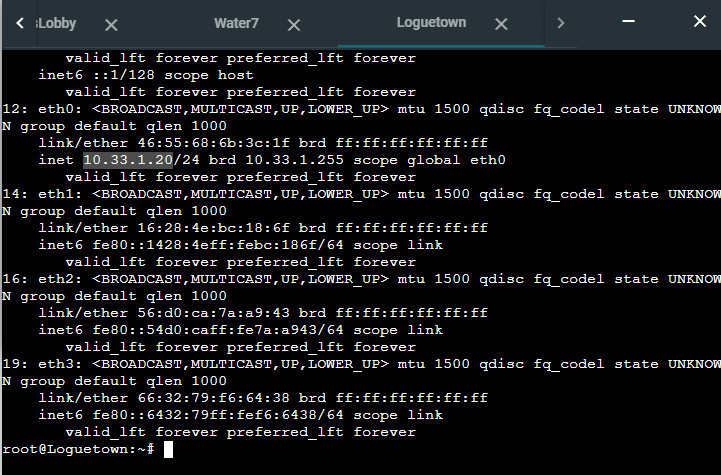 sLobby
Water7
Loguetown
valid_lft forever preferred_lft forever
inet6 ::1/128 scope host
valid_lft forever preferred_lft forever
12: eth0: <BROADCAST,MULTICAST,UP,LOWER_UP> mtu 1500 qdisc fq_codel state UNKNOW
N group default qlen 1000
link/ether 46:55:68:6b:3c:1f brd ff:ff:ff:ff:ff:ff
inet 10.33.1.20/24 brd 10.33.1.255 scope global eth0
valid_lft forever preferred_lft forever
14: eth1: <BROADCAST,MULTICAST,UP,LOWER_UP> mtu 1500 qdisc fq_codel state UNKNOW
N group default qlen 1000
link/ether 16:28:4e:bc:18:6f brd ff:ff:ff:ff:ff:ff
inet6 fe80::1428:4eff:febc:186f/64 scope link
valid_lft forever preferred_lft forever
16: eth2: <BROADCAST,MULTICAST,UP,LOWER_UP> mtu 1500 qdisc fq_codel state UNKNOW
N group default qlen 1000
link/ether 56:d0:ca:7a:a9:43 brd ff:ff:ff:ff:ff:ff
inet6 fe80::54d0:caff:fe7a:a943/64 scope link
valid_lft forever preferred_lft forever
19: eth3: <BROADCAST,MULTICAST,UP,LOWER_UP> mtu 1500 qdisc fq_codel state UNKNOW
N group default qlen 1000
link/ether 66:32:79:f6:64:38 brd ff:ff:ff:ff:ff:ff
inet6 fe80::6432:79ff:fef6:6438/64 scope link
valid_lft forever preferred_lft forever
root@Loguetown:~#